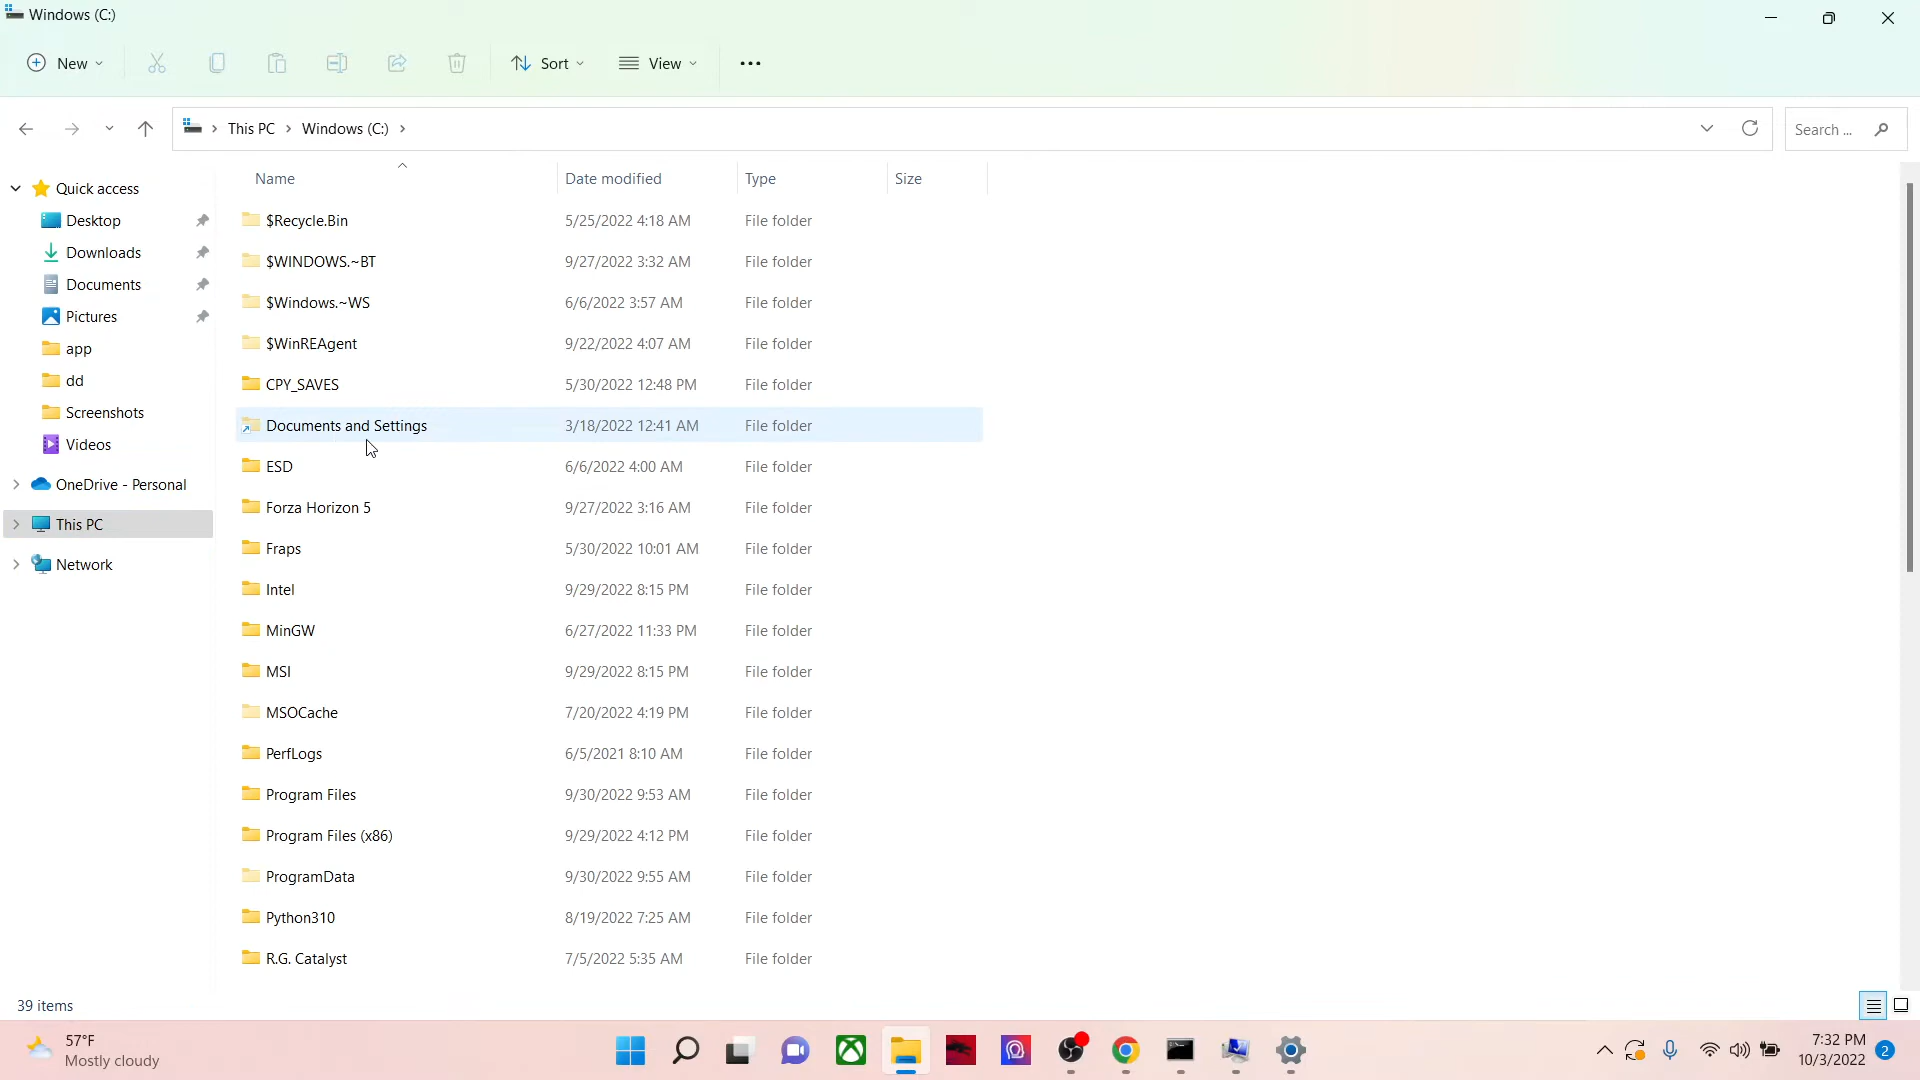 Windows (C:)
New
Sort
View
This PC
Windows (C:)
Search ...
Name
Date modified
Type
Size
Quick access
Desktop
Downloads
Documents
Pictures
app
dd
Screenshots
Videos
OneDrive - Personal
This PC
Network
$Recycle.Bin 5/25/2022 4:18 AM File folder
$WINDOWS.~BT 9/27/2022 3:32 AM File folder
$Windows.~WS 6/6/2022 3:57 AM File folder
$WinREAgent 9/22/2022 4:07 AM File folder
CPY_SAVES 5/30/2022 12:48 PM File folder
Documents and Settings 3/18/2022 12:41 AM File folder
ESD 6/6/2022 4:00 AM File folder
Forza Horizon 5 9/27/2022 3:16 AM File folder
Fraps 5/30/2022 10:01 AM File folder
Intel 9/29/2022 8:15 PM File folder
MinGW 6/27/2022 11:33 PM File folder
MSI 9/29/2022 8:15 PM File folder
MSOCache 7/20/2022 4:19 PM File folder
PerfLogs 6/5/2021 8:10 AM File folder
Program Files 9/30/2022 9:53 AM File folder
Program Files (x86) 9/29/2022 4:12 PM File folder
ProgramData 9/30/2022 9:55 AM File folder
Python310 8/19/2022 7:25 AM File folder
R.G. Catalyst 7/5/2022 5:35 AM File folder
39 items
57°F
Mostly cloudy
7:32 PM
10/3/2022
2